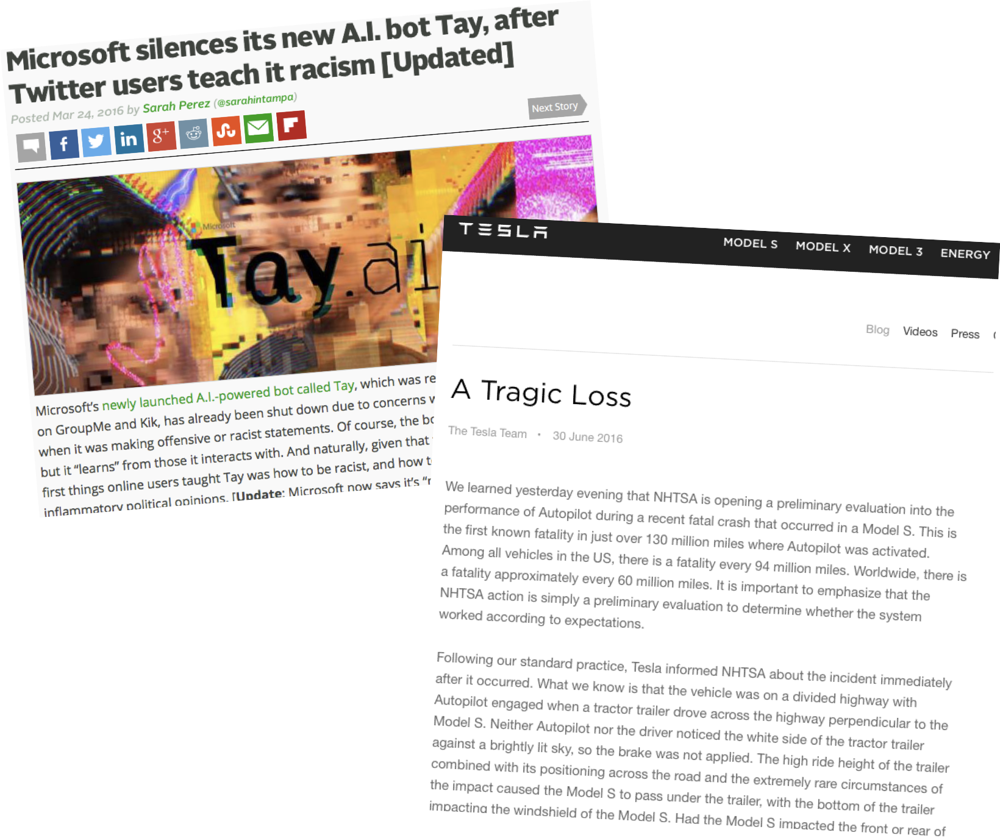 Microsoft silences its new A.I. bot Tay, after
Twitter users teach it racism [Updated]
Posted Mar 24, 2016 by Sarah Perez (@sarahintampa)
Next Story
Microsoft
Tay.ai
Microsoft's newly launched A.I.-powered bot called Tay, which was re
on GroupMe and Kik, has already been shut down due to concerns w
when it was making offensive or racist statements. Of course, the bo
but it "learns" from those it interacts with. And naturally, given that
first things online users taught Tay was how to be racist, and how t
inflammatory political opinions. [Update: Microsoft now says it's "r
TESLA
MODEL S MODEL X MODEL 3 ENERGY
Blog Videos Press
A Tragic Loss
The Tesla Team • 30 June 2016
We learned yesterday evening that NHTSA is opening a preliminary evaluation into the
performance of Autopilot during a recent fatal crash that occurred in a Model S. This is
the first known fatality in just over 130 million miles where Autopilot was activated.
Among all vehicles in the US, there is a fatality every 94 million miles. Worldwide, there is
a fatality approximately every 60 million miles. It is important to emphasize that the
NHTSA action is simply a preliminary evaluation to determine whether the system
worked according to expectations.
Following our standard practice, Tesla informed NHTSA about the incident immediately
after it occurred. What we know is that the vehicle was on a divided highway with
Autopilot engaged when a tractor trailer drove across the highway perpendicular to the
Model S. Neither Autopilot nor the driver noticed the white side of the tractor trailer
against a brightly lit sky, so the brake was not applied. The high ride height of the trailer
combined with its positioning across the road and the extremely rare circumstances of
the impact caused the Model S to pass under the trailer, with the bottom of the trailer
impacting the windshield of the Model S. Had the Model S impacted the front or rear of